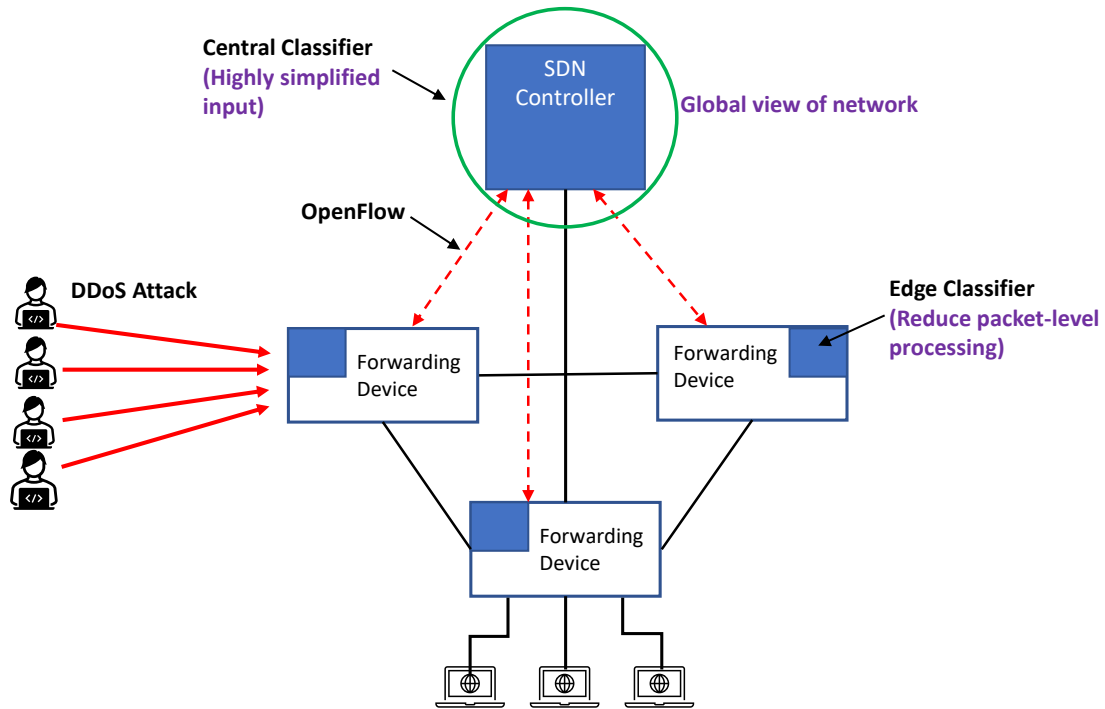 Central Classifier
(Highly simplified
input)
SDN
Controller
Global view of network
OpenFlow
DDoS Attack
Edge Classifier
(Reduce packet-level
processing)
Forwarding
Device
Forwarding
Device
Forwarding
Device
</>
</>
</>
</>